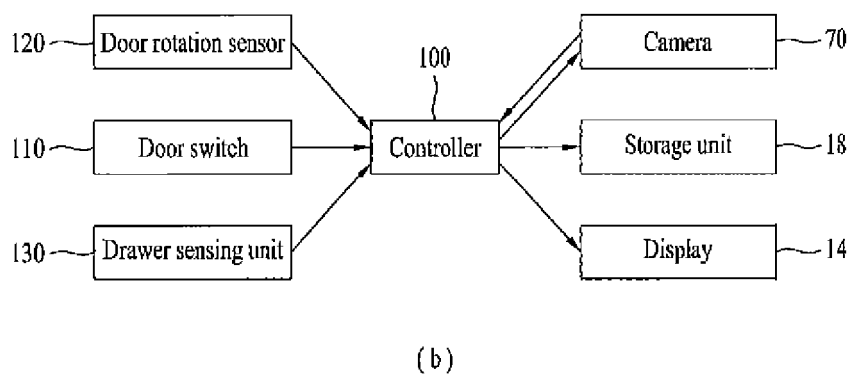 120 Door rotation sensor Camera 70
100
110 Door switch Controller Storage unit 18
130 Drawer sensing unit Display 14
(b)